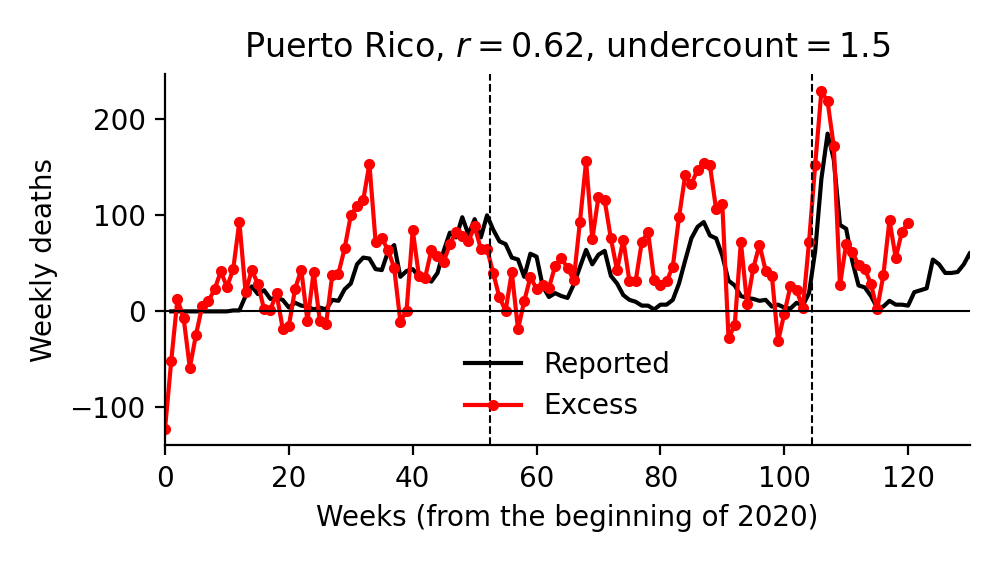 Puerto Rico, r = 0.62, undercount = 1.5
Weekly deaths
200
100
0
−100
Reported
Excess
0 20 40 60 80 100 120
Weeks (from the beginning of 2020)